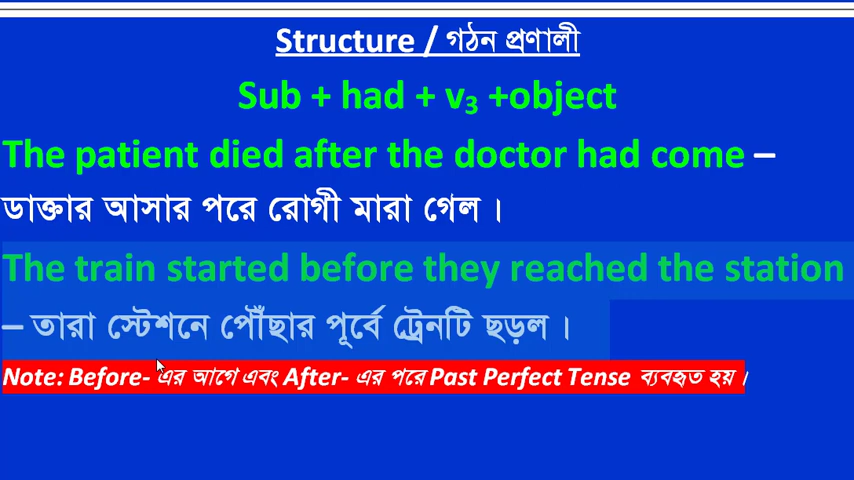 Structure / গঠন প্রণালী
Sub + had + v₃ +object
The patient died after the doctor had come –
ডাক্তার আসার পরে রোগী মারা গেল ।
The train started before they reached the station
– তারা স্টেশনে পৌঁছার পূর্বে ট্রেনটি ছড়ল ।
Note: Before- এর আগে এবং After- এর পরে Past Perfect Tense ব্যবহৃত হয় ।